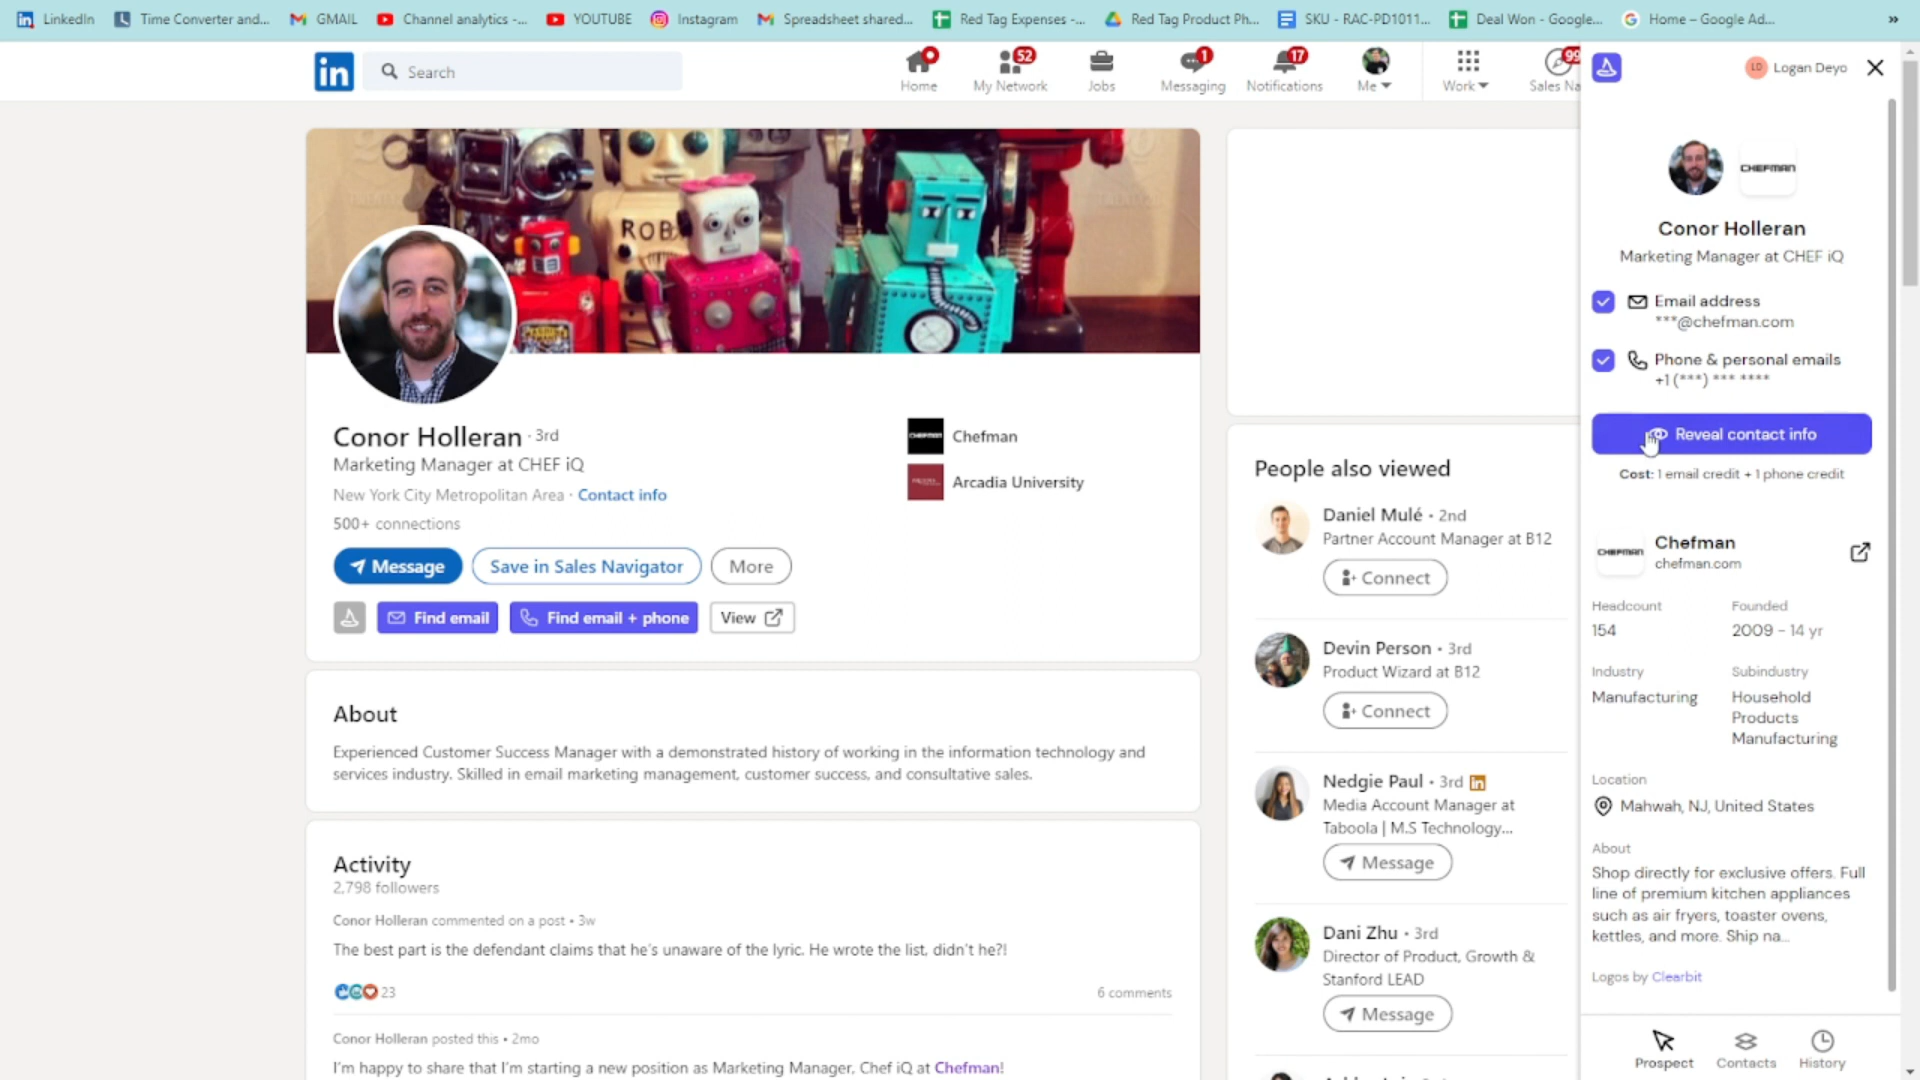 LinkedIn
Time Converter and...
GMAIL
Channel analytics -...
YOUTUBE
Instagram
Spreadsheet shared...
Red Tag Expenses -...
Red Tag Product Ph...
SKU - RAC-PD1011...
Deal Won - Google...
Home – Google Ad...
»
in
Search
Home
52
My Network
Jobs
1
Messaging
17
Notifications
Me
Work
99
Sales Na
LD Logan Deyo
ROB
CHEFMAN
Conor Holleran
Marketing Manager at CHEF iQ
Email address
***@chefman.com
Phone & personal emails
+1 (***) *** ****
Reveal contact info
Cost: 1 email credit + 1 phone credit
CHEFMAN
Chefman
chefman.com
Headcount
154
Founded
2009 - 14 yr
Industry
Manufacturing
Subindustry
Household
Products
Manufacturing
Location
Mahwah, NJ, United States
About
Shop directly for exclusive offers. Full
line of premium kitchen appliances
such as air fryers, toaster ovens,
kettles, and more. Ship na...
Logos by Clearbit
Prospect
Contacts
History
Conor Holleran · 3rd
Marketing Manager at CHEF iQ
New York City Metropolitan Area · Contact info
500+ connections
CHEFMAN
Chefman
Arcadia University
Message
Save in Sales Navigator
More
Find email
Find email + phone
View
About
Experienced Customer Success Manager with a demonstrated history of working in the information technology and
services industry. Skilled in email marketing management, customer success, and consultative sales.
Activity
2,798 followers
Conor Holleran commented on a post • 3w
The best part is the defendant claims that he's unaware of the lyric. He wrote the list, didn't he?!
23
6 comments
Conor Holleran posted this • 2mo
I'm happy to share that I'm starting a new position as Marketing Manager, Chef iQ at Chefman!
People also viewed
Daniel Mulé • 2nd
Partner Account Manager at B12
Connect
Devin Person • 3rd
Product Wizard at B12
Connect
Nedgie Paul • 3rd in
Media Account Manager at
Taboola | M.S Technology...
Message
Dani Zhu • 3rd
Director of Product, Growth &
Stanford LEAD
Message